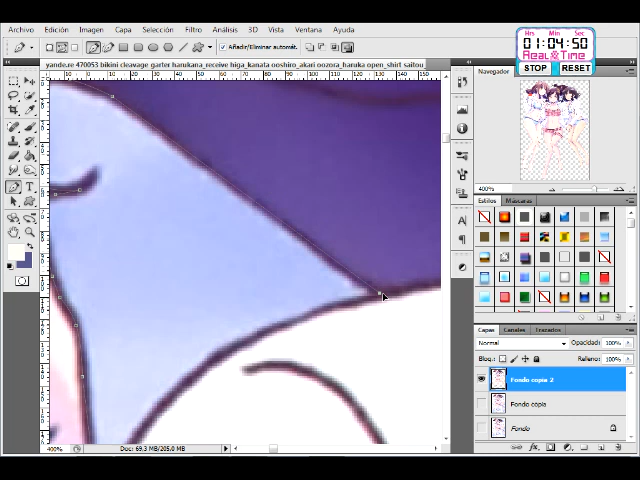 Archivo Edición Imagen Capa Selección Filtro Análisis 3D Vista Ventana Ayuda
Hrs Min Sec
01:04:50
Real Time
STOP RESET
Añadir/Eliminar automát.
yande.re 470053 bikini cleavage garter harukana_receive higa_kanata ooshiro_akari oozora_haruka open_shirt saitou
Navegador
400%
Estilos Máscaras
Capas Canales Trazados
Normal Opacidad: 100%
Bloq.: Relleno: 100%
Fondo copia 2
Fondo copia
Fondo
400% Doc: 69.3 MB/205.0 MB